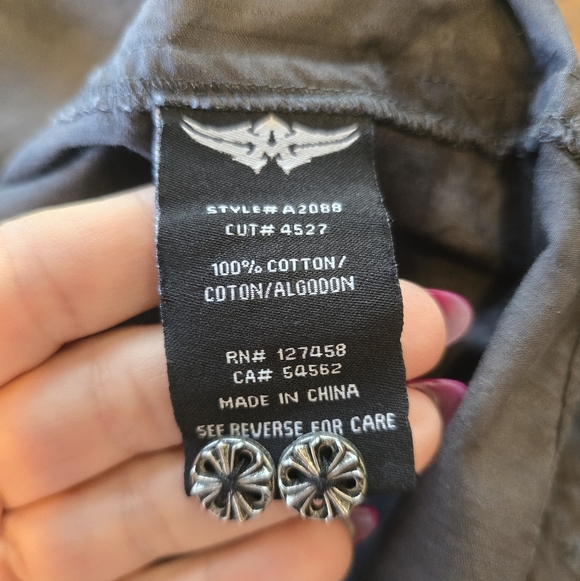 STYLE# A2088
CUT# 4527
100% COTTON/
COTON/ALGODON
RN# 127458
CA# 54562
MADE IN CHINA
SEE REVERSE FOR CARE